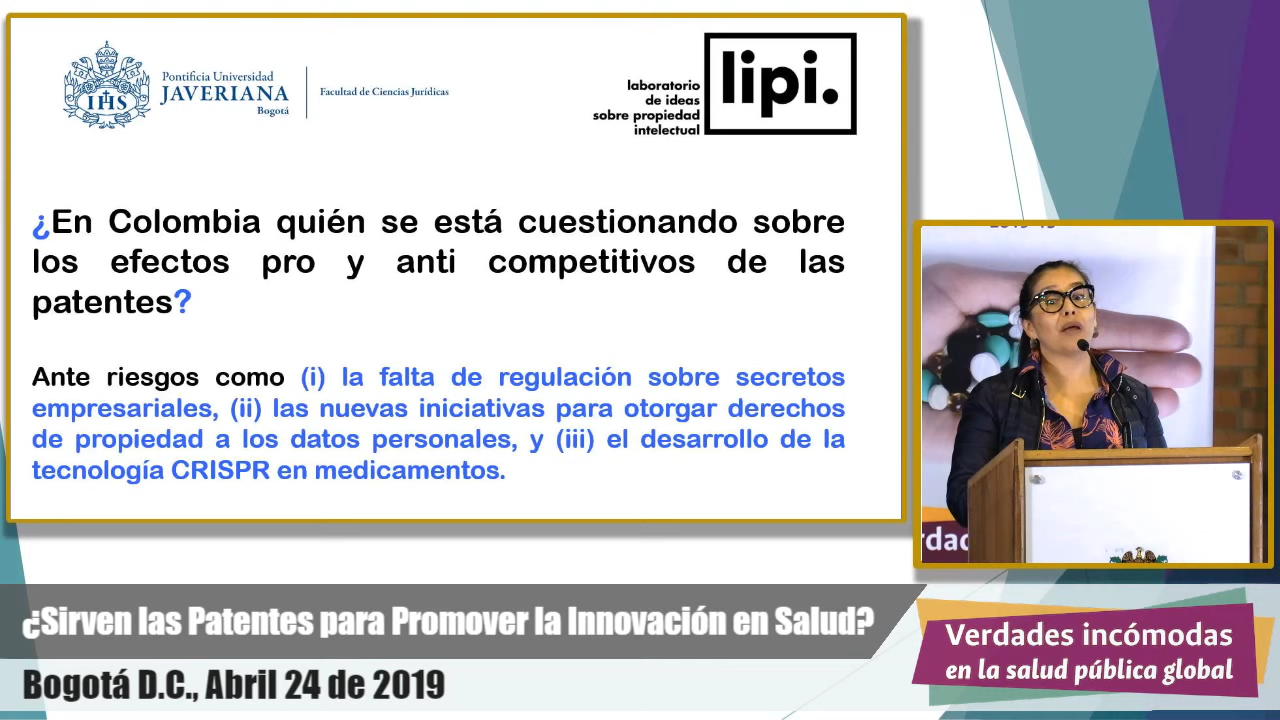 Pontificia Universidad
JAVERIANA
Bogotá
Facultad de Ciencias Jurídicas
laboratorio
de ideas
sobre propiedad
intelectual
lipi.
¿En Colombia quién se está cuestionando sobre
los efectos pro y anti competitivos de las
patentes?
Ante riesgos como (i) la falta de regulación sobre secretos
empresariales, (ii) las nuevas iniciativas para otorgar derechos
de propiedad a los datos personales, y (iii) el desarrollo de la
tecnología CRISPR en medicamentos.
¿Sirven las Patentes para Promover la Innovación en Salud?
Bogotá D.C., Abril 24 de 2019
Verdades incómodas
en la salud pública global